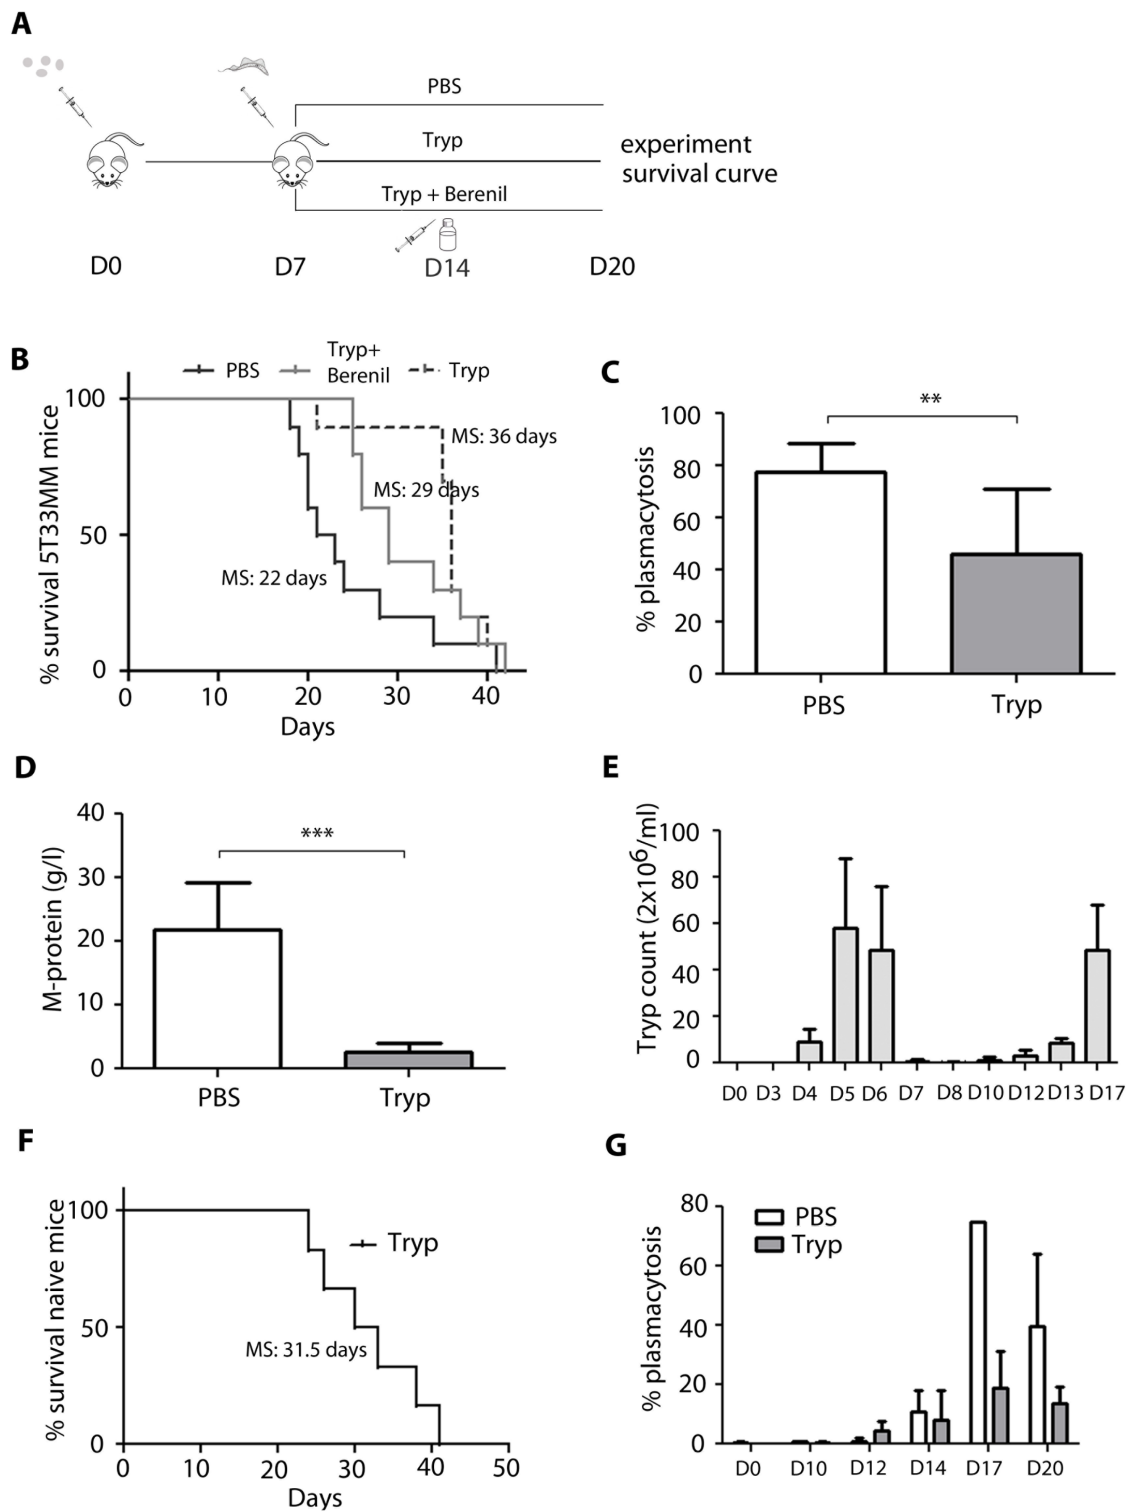 A
PBS
Tryp
experiment
survival curve
Tryp + Berenil
D0
D7
D14
D20
B
PBS
Tryp+
Berenil
Tryp
% survival 5T33MM mice
100
50
0
MS: 36 days
MS: 29 days
MS: 22 days
0
10
20
30
40
Days
C
% plasmacytosis
100
80
60
40
20
0
**
PBS
Tryp
D
M-protein (g/l)
40
30
20
10
0
***
PBS
Tryp
E
Tryp count (2x10⁶/ml)
100
80
60
40
20
0
D0 D3 D4 D5 D6 D7 D8 D10 D12 D13 D17
F
% survival naive mice
100
50
0
Tryp
MS: 31.5 days
0 10 20 30 40 50
Days
G
% plasmacytosis
80
60
40
20
0
PBS
Tryp
D0 D10 D12 D14 D17 D20